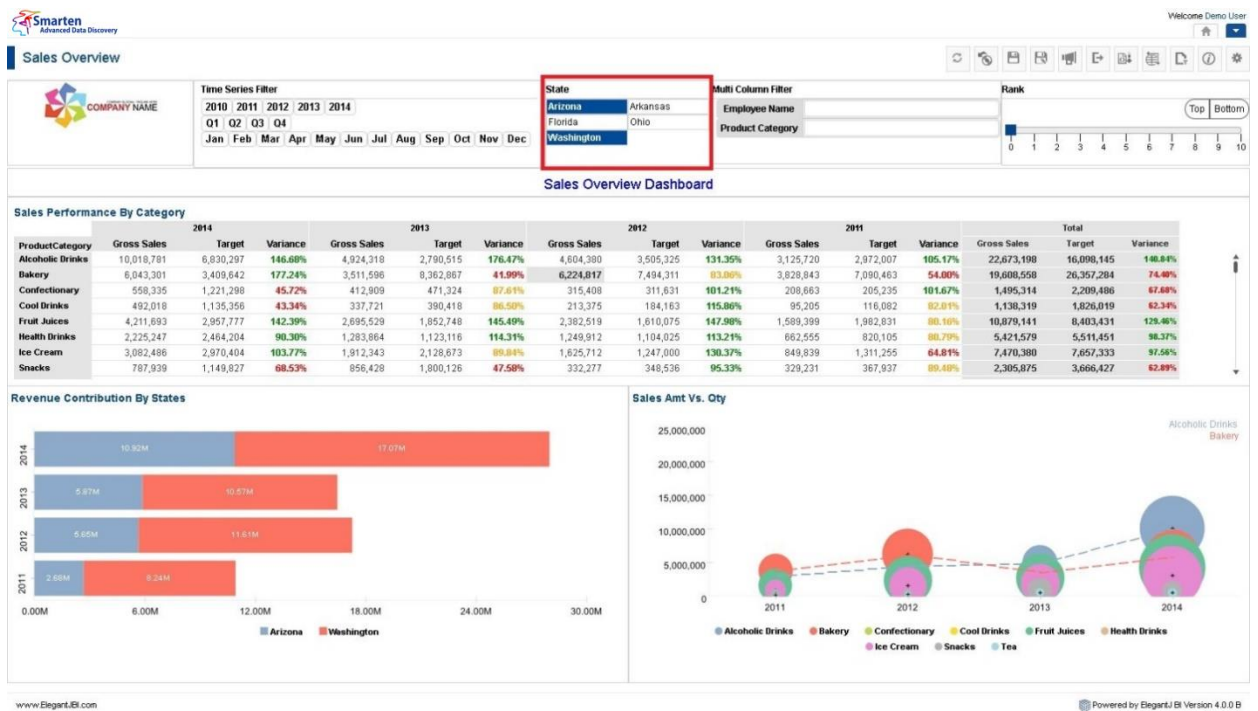 Smarten
Advanced Data Discovery
Welcome Demo User
Sales Overview
COMPANY NAME
Time Series Filter
2010 2011 2012 2013 2014
Q1 Q2 Q3 Q4
Jan Feb Mar Apr May Jun Jul Aug Sep Oct Nov Dec
State
Arizona Arkansas
Florida Ohio
Washington
Multi Column Filter
Employee Name
Product Category
Rank
Top Bottom
0 1 2 3 4 5 6 7 8 9 10
Sales Overview Dashboard
Sales Performance By Category
2014 2013 2012 2011 Total
ProductCategory Gross Sales Target Variance Gross Sales Target Variance Gross Sales Target Variance Gross Sales Target Variance Gross Sales Target Variance
Alcoholic Drinks 10,018,781 6,830,297 146.68% 4,924,318 2,790,515 176.47% 4,604,380 3,505,325 131.35% 3,125,720 2,972,007 105.17% 22,673,198 16,098,145 140.84%
Bakery 6,043,301 3,409,642 177.24% 3,511,596 8,362,867 41.99% 6,224,817 7,494,311 83.06% 3,828,843 7,090,463 54.00% 19,608,558 26,357,284 74.40%
Confectionary 558,335 1,221,298 45.72% 412,909 471,324 87.61% 315,408 311,631 101.21% 208,663 205,235 101.67% 1,495,314 2,209,486 67.68%
Cool Drinks 492,018 1,135,356 43.34% 337,721 390,418 86.50% 213,375 184,163 115.86% 95,205 116,082 82.01% 1,138,319 1,826,019 62.34%
Fruit Juices 4,211,693 2,957,777 142.39% 2,695,529 1,852,748 145.49% 2,382,519 1,610,075 147.98% 1,589,399 1,982,831 80.16% 10,879,141 8,403,431 129.46%
Health Drinks 2,225,247 2,464,204 90.30% 1,283,864 1,123,116 114.31% 1,249,912 1,104,025 113.21% 662,555 820,105 80.79% 5,421,579 5,511,451 98.37%
Ice Cream 3,082,486 2,970,404 103.77% 1,912,343 2,128,673 89.84% 1,625,712 1,247,000 130.37% 849,839 1,311,255 64.81% 7,470,380 7,657,333 97.56%
Snacks 787,939 1,149,827 68.53% 856,428 1,800,126 47.58% 332,277 348,536 95.33% 329,231 367,937 89.48% 2,305,875 3,666,427 62.89%
Revenue Contribution By States
2014 10.92M 17.07M
2013 5.87M 10.57M
2012 5.65M 11.61M
2011 2.68M 8.24M
0.00M 6.00M 12.00M 18.00M 24.00M 30.00M
Arizona Washington
Sales Amt Vs. Qty
Alcoholic Drinks
Bakery
25,000,000
20,000,000
15,000,000
10,000,000
5,000,000
0
2011 2012 2013 2014
Alcoholic Drinks Bakery Confectionary Cool Drinks Fruit Juices Health Drinks
Ice Cream Snacks Tea
www.ElegantJBI.com
Powered by ElegantJ BI Version 4.0.0 B